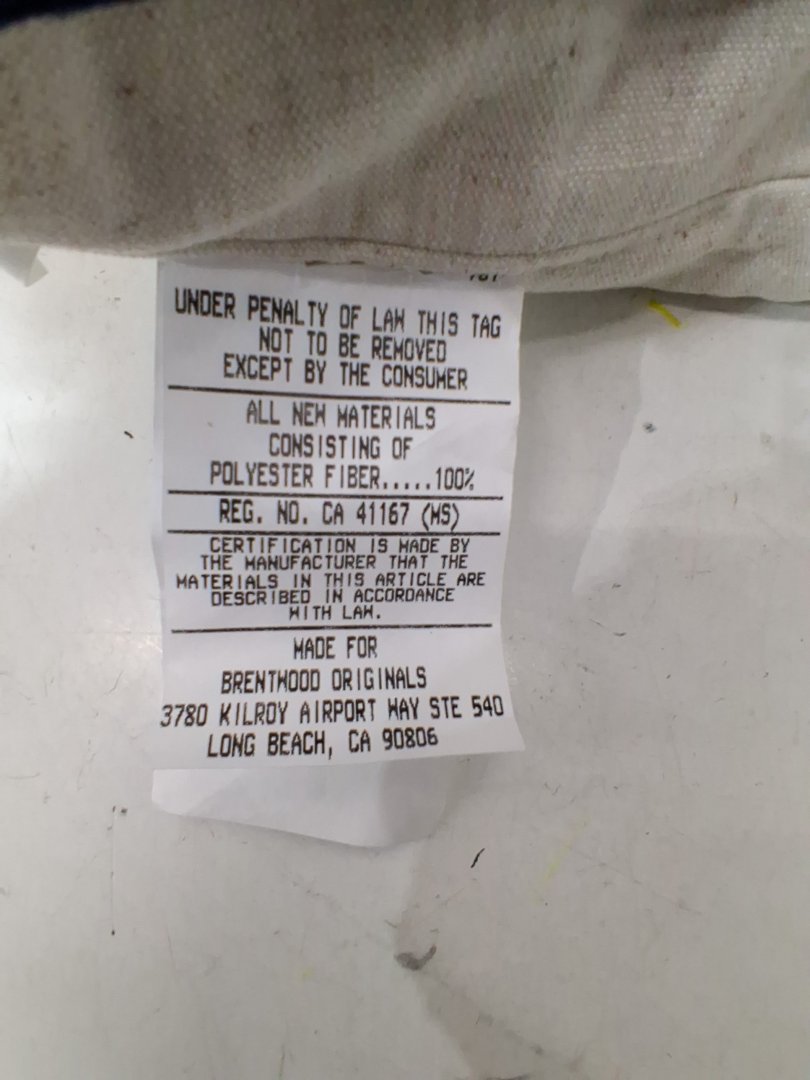 UNDER PENALTY OF LAW THIS TAG
NOT TO BE REMOVED
EXCEPT BY THE CONSUMER
ALL NEW MATERIALS
CONSISTING OF
POLYESTER FIBER.....100%
REG. NO. CA 41167 (MS)
CERTIFICATION IS MADE BY
THE MANUFACTURER THAT THE
MATERIALS IN THIS ARTICLE ARE
DESCRIBED IN ACCORDANCE
WITH LAW.
MADE FOR
BRENTWOOD ORIGINALS
3780 KILROY AIRPORT WAY STE 540
LONG BEACH, CA 90806